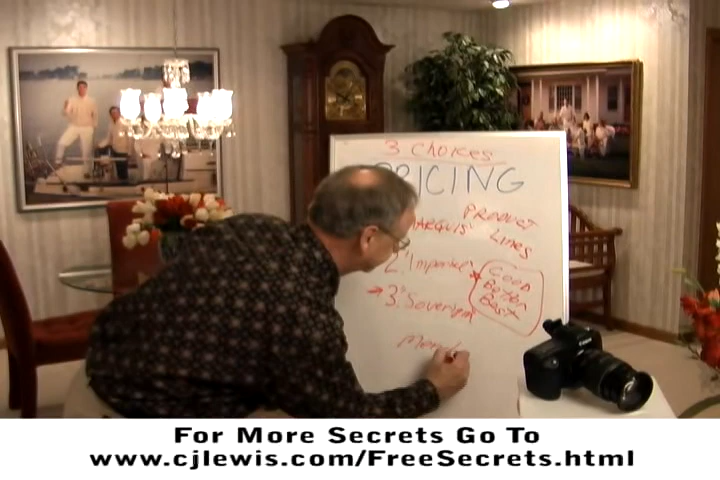 3 Choices
PRICING
PRODUCT
ARQUIS Lines
2. "Imperial"
Good
Better
Best
3. "Sovereign
For More Secrets Go To
www.cjlewis.com/FreeSecrets.html